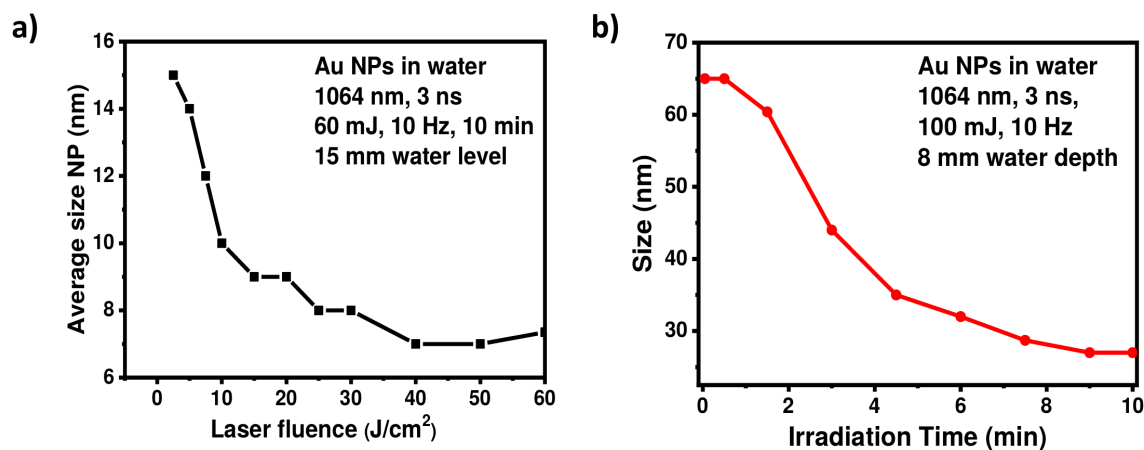 a)
16
14
12
10
8
6
Average size NP (nm)
Au NPs in water
1064 nm, 3 ns
60 mJ, 10 Hz, 10 min
15 mm water level
0 10 20 30 40 50 60
Laser fluence (J/cm²)
b)
70
60
50
40
30
Size (nm)
Au NPs in water
1064 nm, 3 ns,
100 mJ, 10 Hz
8 mm water depth
0 2 4 6 8 10
Irradiation Time (min)